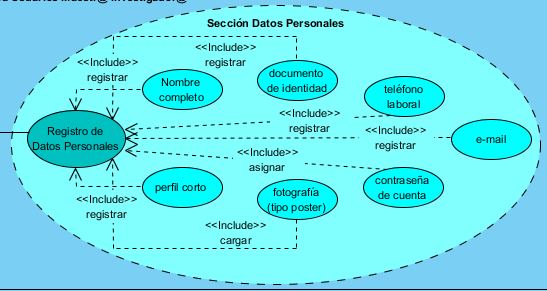 Sección Datos Personales
<<Include>>
registrar
<<Include>>
registrar
Nombre
completo
documento
de identidad
teléfono
laboral
<<Include>>
registrar
<<Include>>
registrar
e-mail
Registro de
Datos Personales
<<Include>>
asignar
perfil corto
fotografía
(tipo poster)
contraseña
de cuenta
<<Include>>
registrar
<<Include>>
cargar